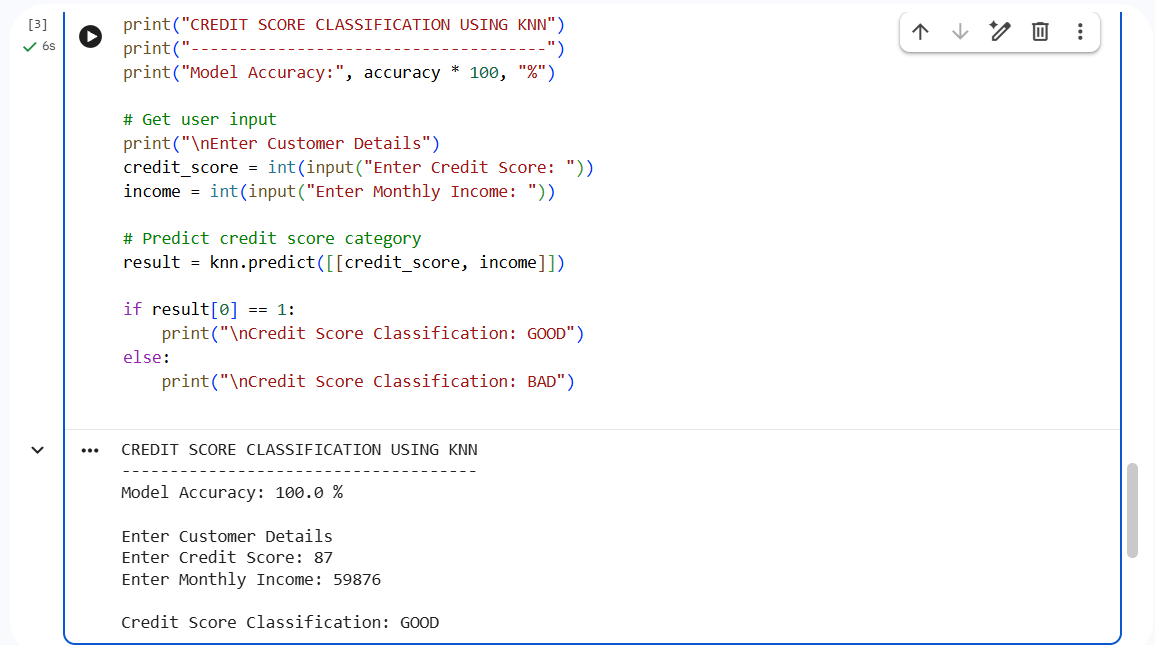 [3]
6s
print("CREDIT SCORE CLASSIFICATION USING KNN")
print("-------------------------------------")
print("Model Accuracy:", accuracy * 100, "%")

# Get user input
print("\nEnter Customer Details")
credit_score = int(input("Enter Credit Score: "))
income = int(input("Enter Monthly Income: "))

# Predict credit score category
result = knn.predict([[credit_score, income]])

if result[0] == 1:
    print("\nCredit Score Classification: GOOD")
else:
    print("\nCredit Score Classification: BAD")

CREDIT SCORE CLASSIFICATION USING KNN
-------------------------------------
Model Accuracy: 100.0 %

Enter Customer Details
Enter Credit Score: 87
Enter Monthly Income: 59876

Credit Score Classification: GOOD